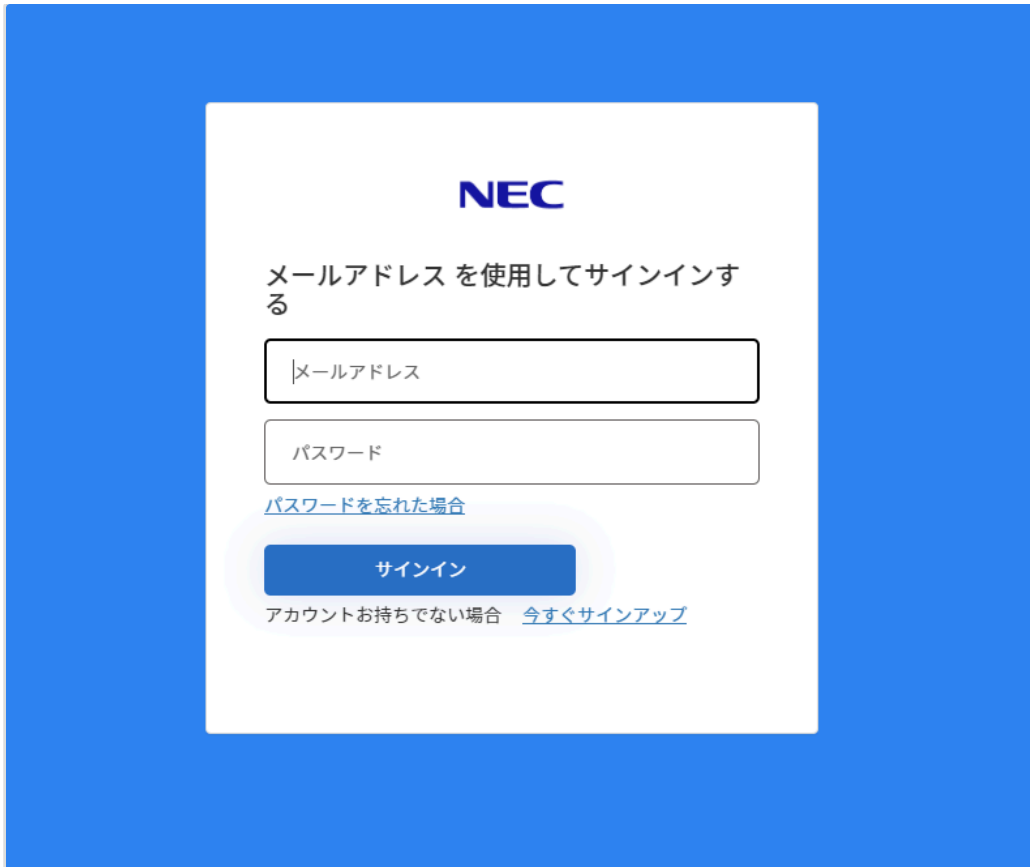 NEC
メールアドレス を使用してサインインす
る
メールアドレス
パスワード
パスワードを忘れた場合
サインイン
アカウントお持ちでない場合 今すぐサインアップ